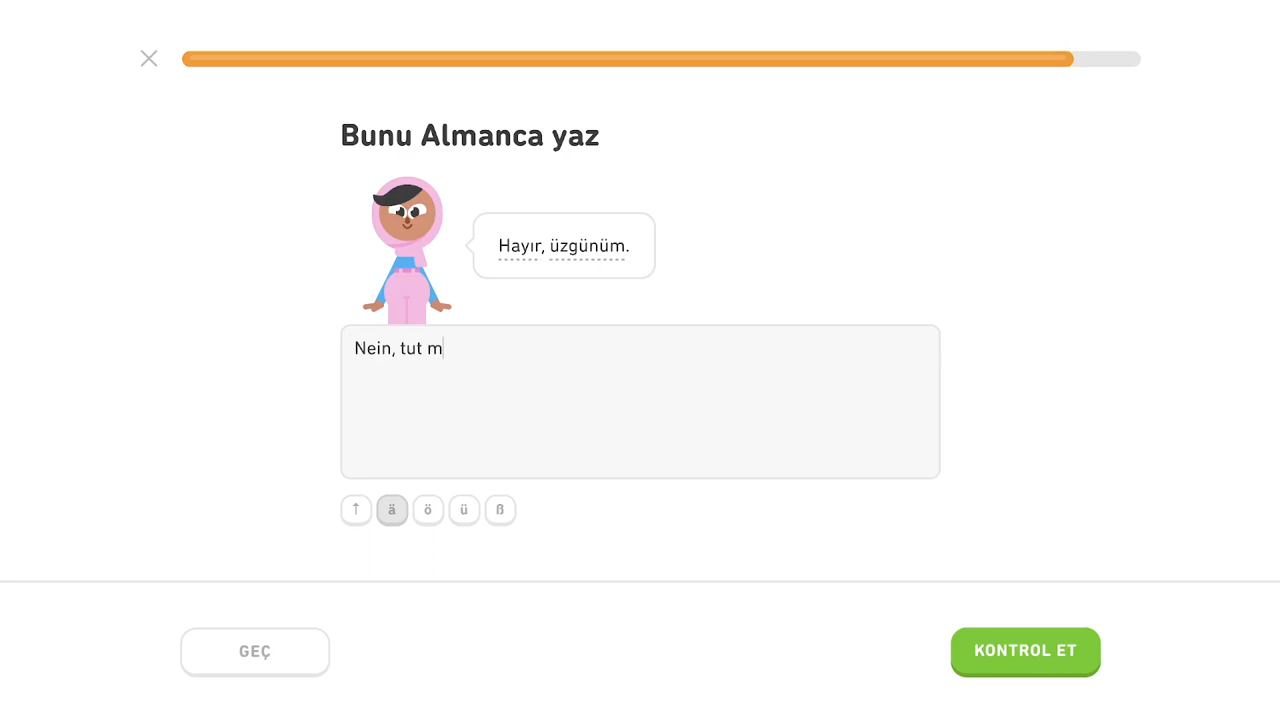 Bunu Almanca yaz
Hayır, üzgünüm.
Nein, tut m
↑ ä ö ü ß
GEÇ
KONTROL ET